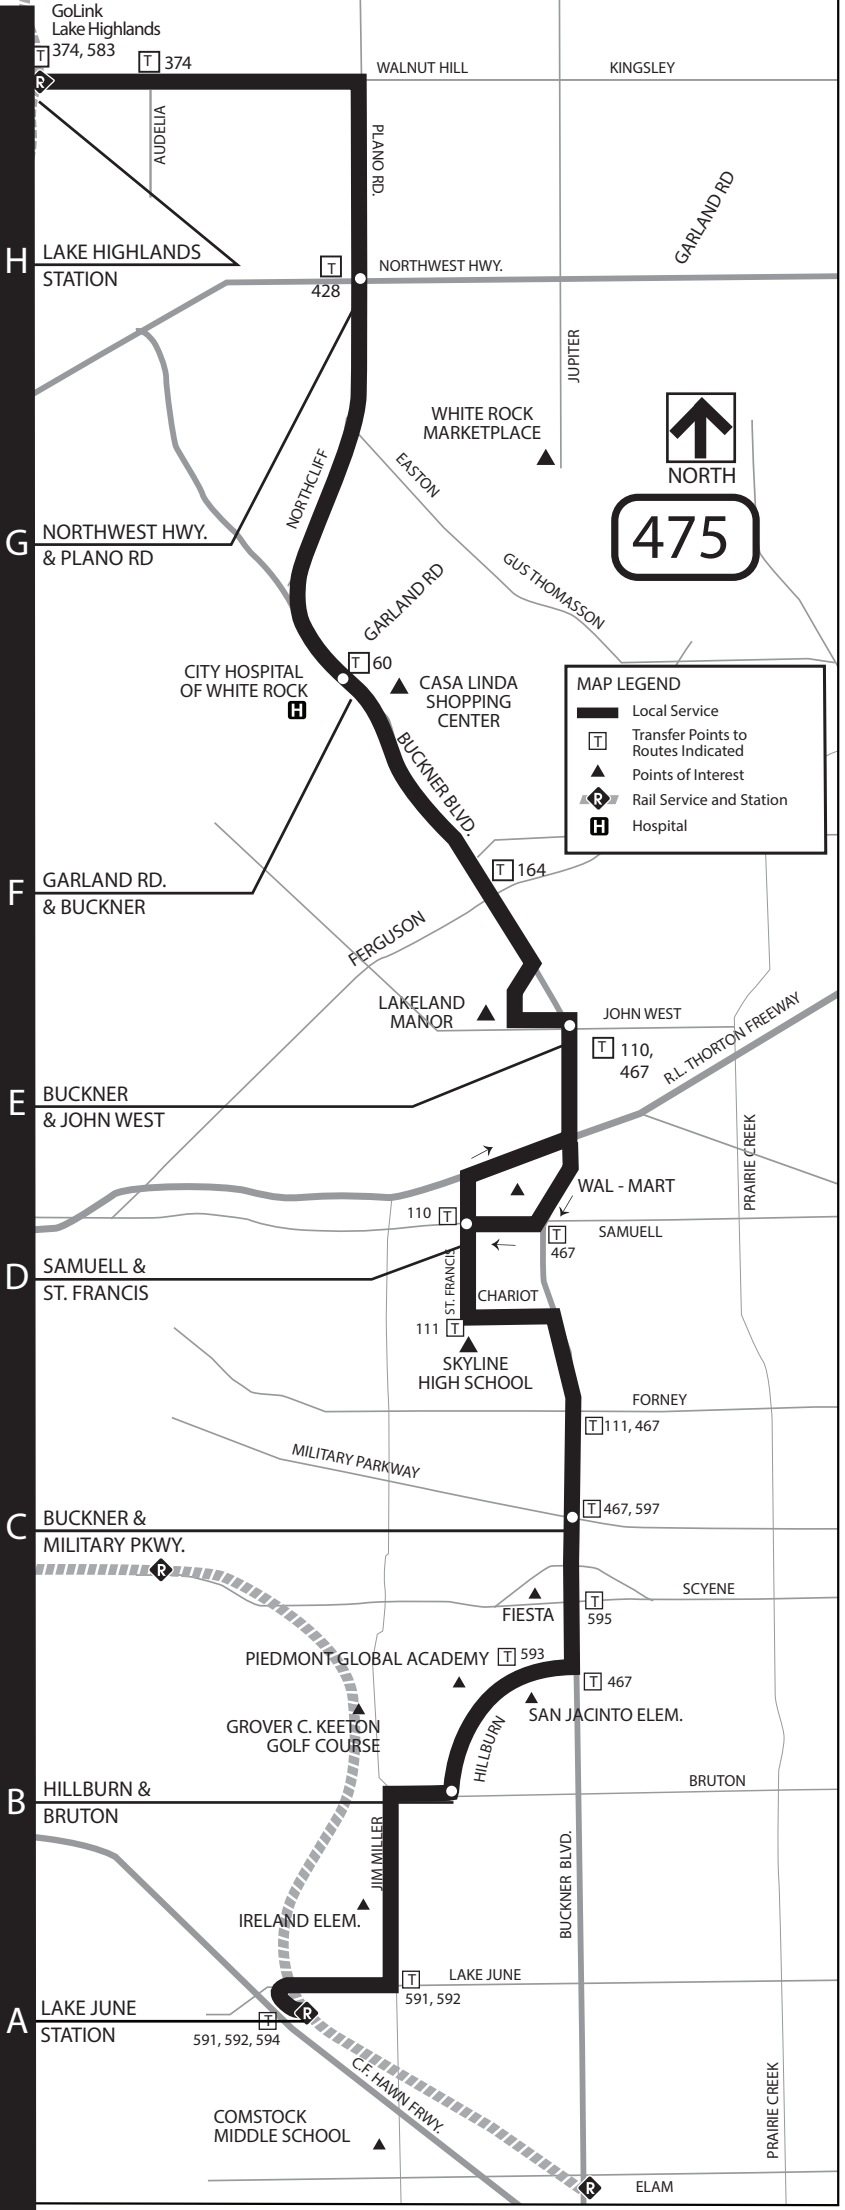 GoLink
Lake Highlands
T 374, 583
T 374
R
WALNUT HILL
KINGSLEY
AUDELIA
PLANO RD.
GARLAND RD
H
LAKE HIGHLANDS
STATION
T
428
NORTHWEST HWY.
JUPITER
WHITE ROCK
MARKETPLACE
NORTH
475
EASTON
NORTHCLIFF
G
NORTHWEST HWY.
& PLANO RD
GUS THOMASSON
GARLAND RD
T 60
CITY HOSPITAL
OF WHITE ROCK
H
CASA LINDA
SHOPPING
CENTER
MAP LEGEND
Local Service
T Transfer Points to
Routes Indicated
Points of Interest
R Rail Service and Station
H Hospital
BUCKNER BLVD.
T 164
F
GARLAND RD.
& BUCKNER
FERGUSON
LAKELAND
MANOR
JOHN WEST
T 110,
467
R.L. THORTON FREEWAY
E
BUCKNER
& JOHN WEST
PRAIRIE CREEK
WAL - MART
110 T
SAMUELL
T
467
D
SAMUELL &
ST. FRANCIS
ST. FRANCIS
CHARIOT
111 T
SKYLINE
HIGH SCHOOL
FORNEY
T 111, 467
MILITARY PARKWAY
T 467, 597
C
BUCKNER &
MILITARY PKWY.
R
SCYENE
FIESTA
T
595
PIEDMONT GLOBAL ACADEMY
T 593
T 467
SAN JACINTO ELEM.
GROVER C. KEETON
GOLF COURSE
HILLBURN
B
HILLBURN &
BRUTON
BRUTON
JIM MILLER
BUCKNER BLVD.
IRELAND ELEM.
T
591, 592
LAKE JUNE
A
LAKE JUNE
STATION
R
T
591, 592, 594
C.F. HAWN FRWY.
PRAIRIE CREEK
COMSTOCK
MIDDLE SCHOOL
R
ELAM